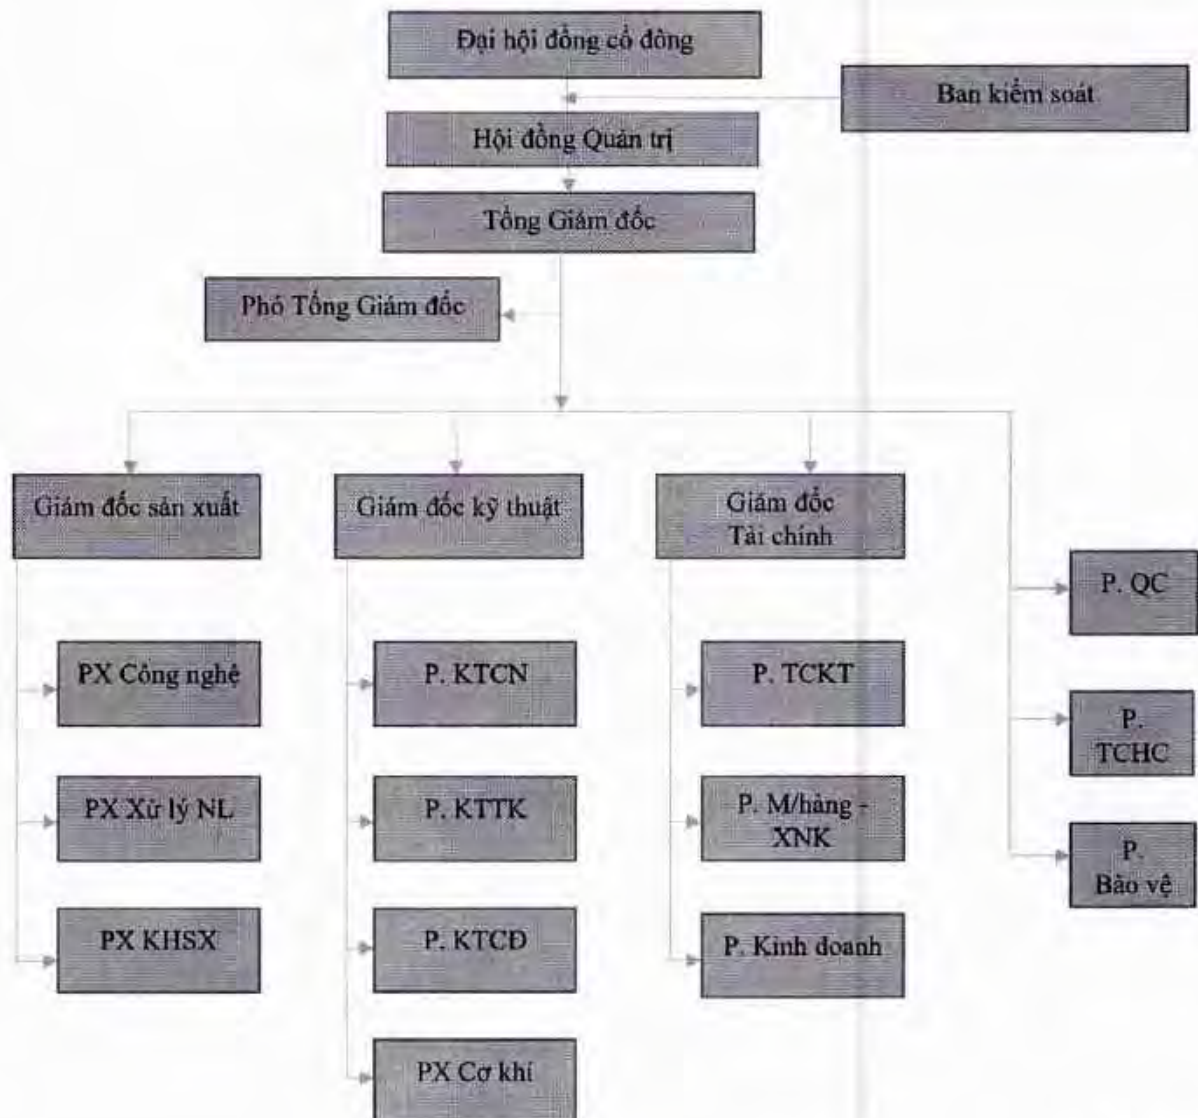 Đại hội đồng cổ đông
Ban kiểm soát
Hội đồng Quản trị
Tổng Giám đốc
Phó Tổng Giám đốc
Giám đốc sản xuất
Giám đốc kỹ thuật
Giám đốc
Tài chính
P. QC
PX Công nghệ
P. KTCN
P. TCKT
P.
TCHC
PX Xử lý NL
P. KTTK
P. M/hàng -
XNK
P.
Bảo vệ
PX KHSX
P. KTCĐ
P. Kinh doanh
PX Cơ khí